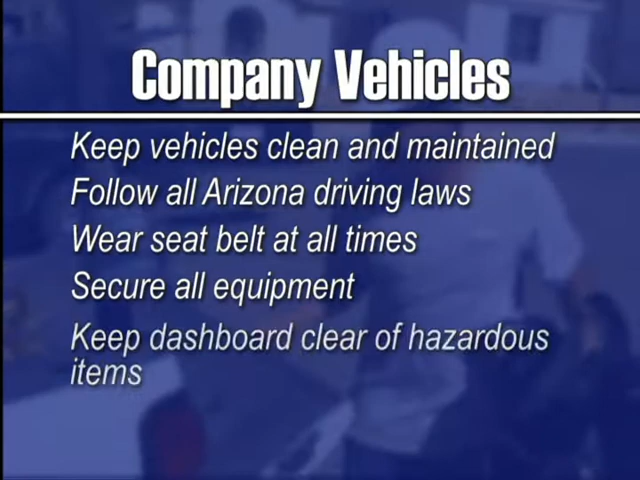 Company Vehicles
Keep vehicles clean and maintained
Follow all Arizona driving laws
Wear seat belt at all times
Secure all equipment
Keep dashboard clear of hazardous
items